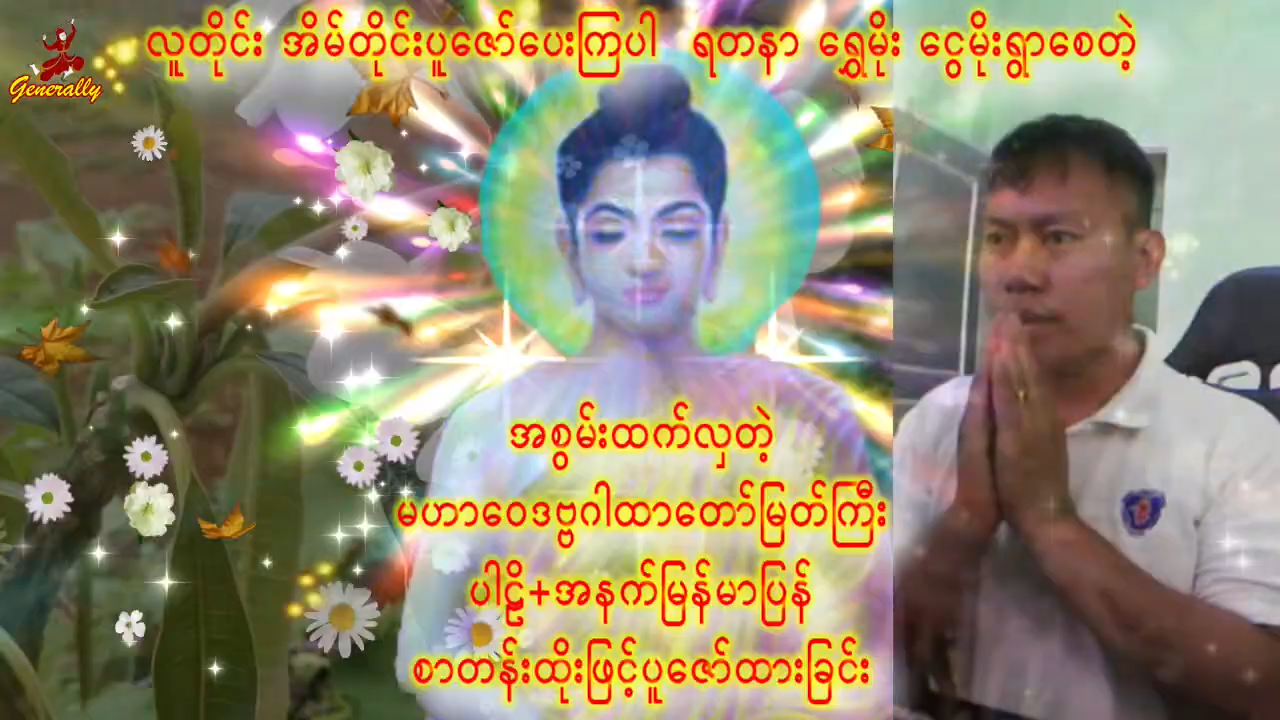 လူတိုင်း အိမ်တိုင်းပူဇော်ပေးကြပါ ရတနာ ရွှေမိုး ငွေမိုးရွာစေတဲ့
Generally
အစွမ်းထက်လှတဲ့
မဟာဝေဒဗ္ဗဂါထာတော်မြတ်ကြီး
ပါဠိ+အနက်မြန်မာပြန်
စာတန်းထိုးဖြင့်ပူဇော်ထားခြင်း